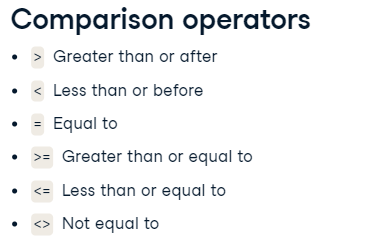 Comparison operators
• > Greater than or after
• < Less than or before
• = Equal to
• >= Greater than or equal to
• <= Less than or equal to
• <> Not equal to